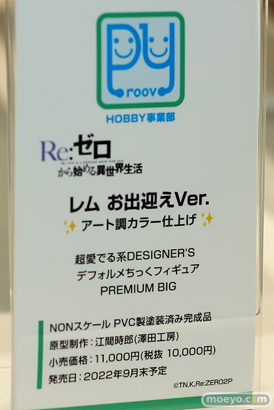 Py
roovy
HOBBY事業部
Re:ゼロ
から始める異世界生活
レム お出迎えVer.
アート調カラー仕上げ
超愛でる系DESIGNER'S
デフォルメちっくフィギュア
PREMIUM BIG
NONスケール PVC製塗装済み完成品
原型制作:江間時郎(澤田工房)
小売価格:11,000円(税抜 10,000円)
発売日:2022年9月末予定
©TN,K,Re:ZERO2P
moeyo.com